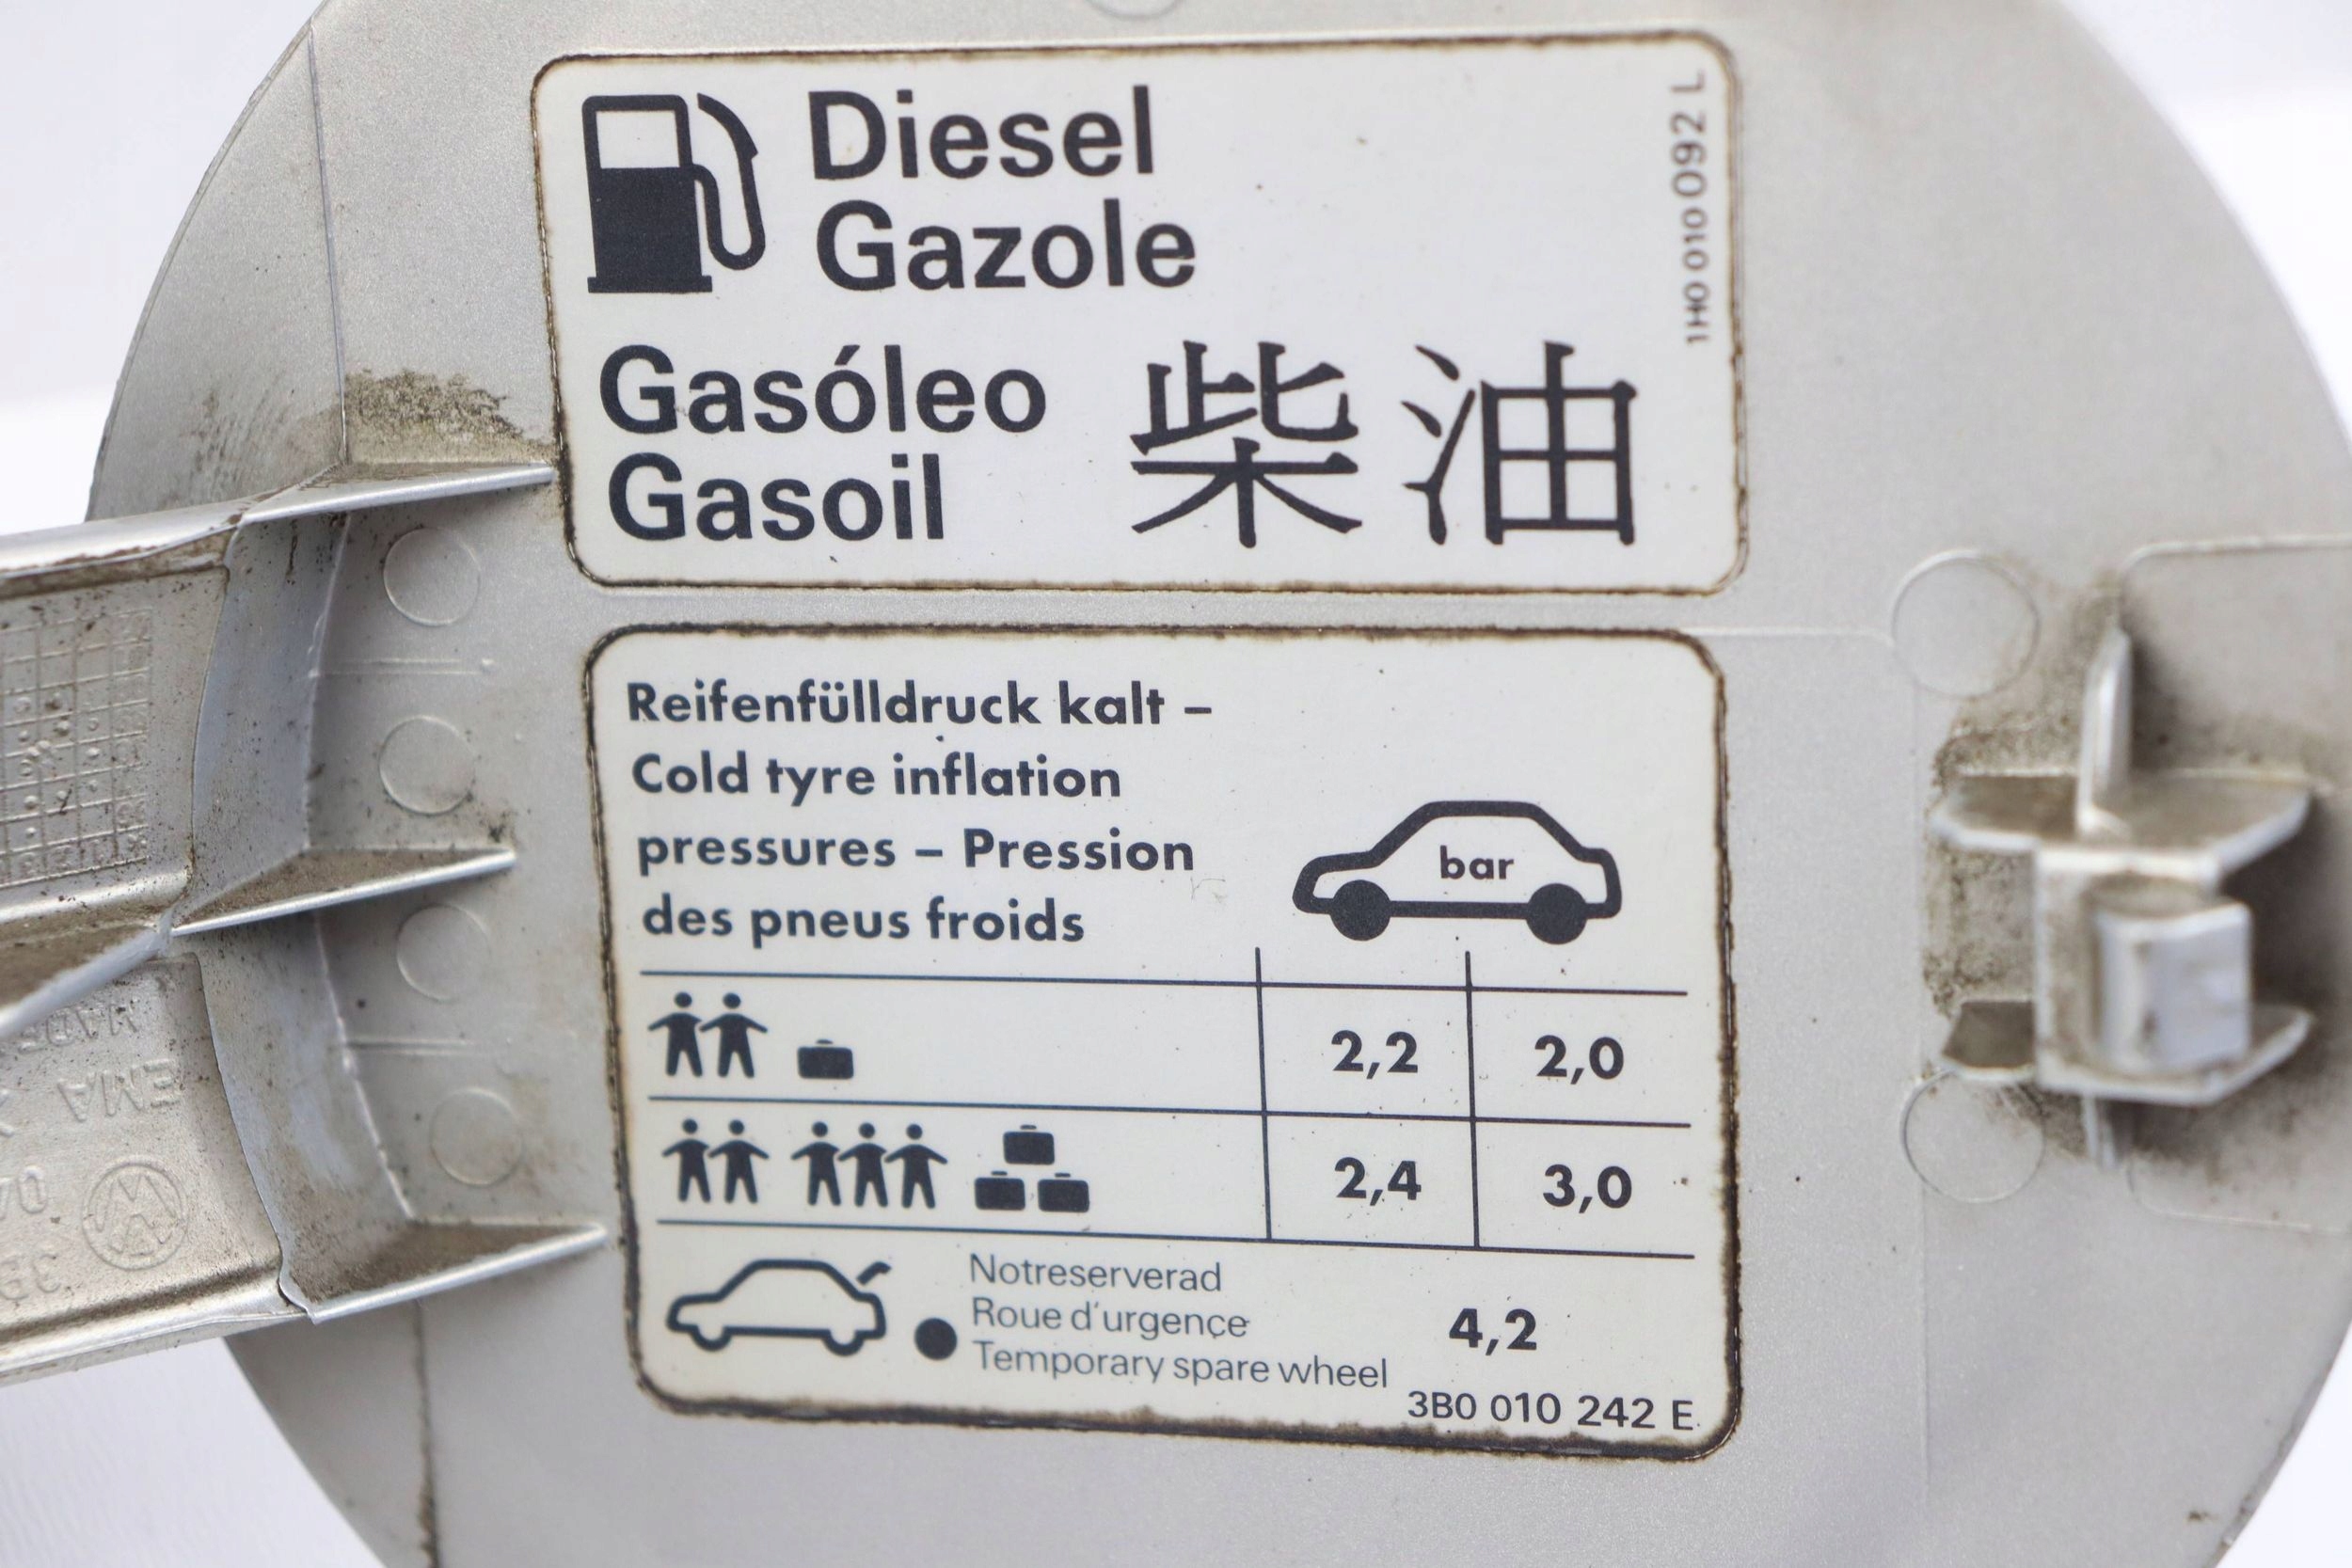 Diesel
Gazole
Gasóleo
Gasoil
柴油
1H0 010 092 L
Reifenfülldruck kalt –
Cold tyre inflation
pressures – Pression
des pneus froids
bar
2,2 2,0
2,4 3,0
Notreserverad
Roue d'urgence
Temporary spare wheel
4,2
3B0 010 242 E